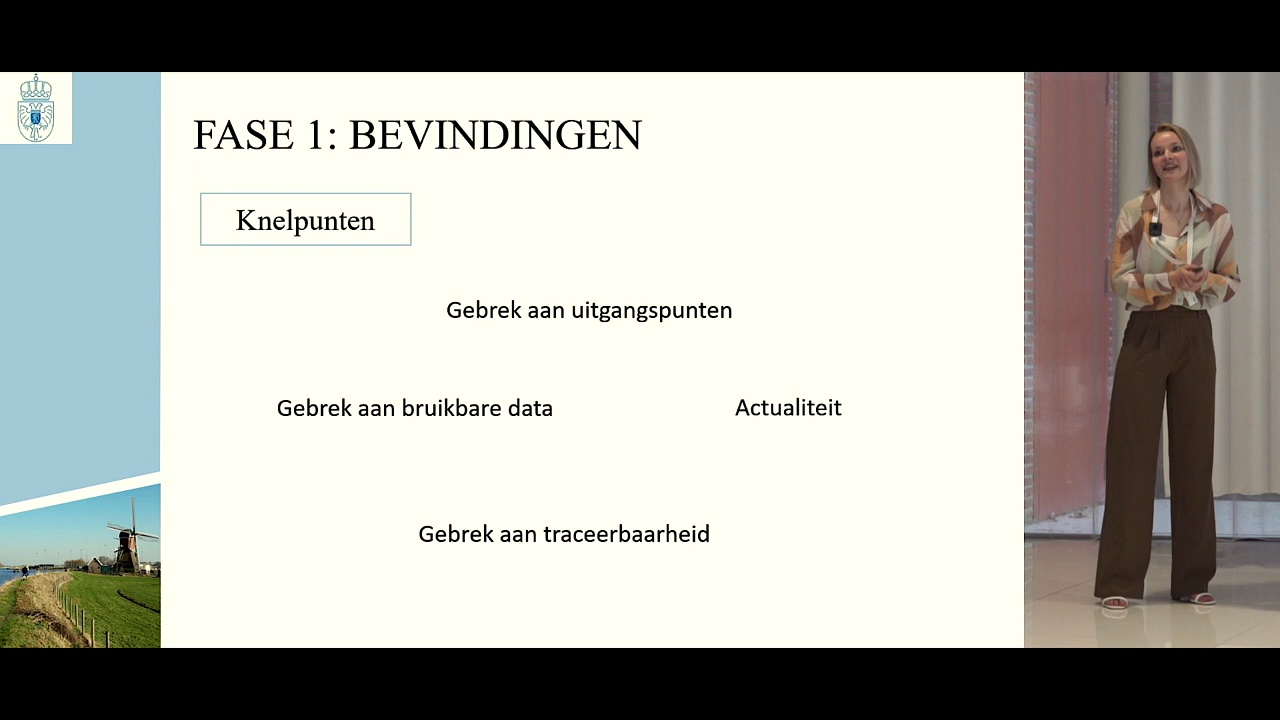 FASE 1: BEVINDINGEN
Knelpunten
Gebrek aan uitgangspunten
Gebrek aan bruikbare data
Actualiteit
Gebrek aan traceerbaarheid